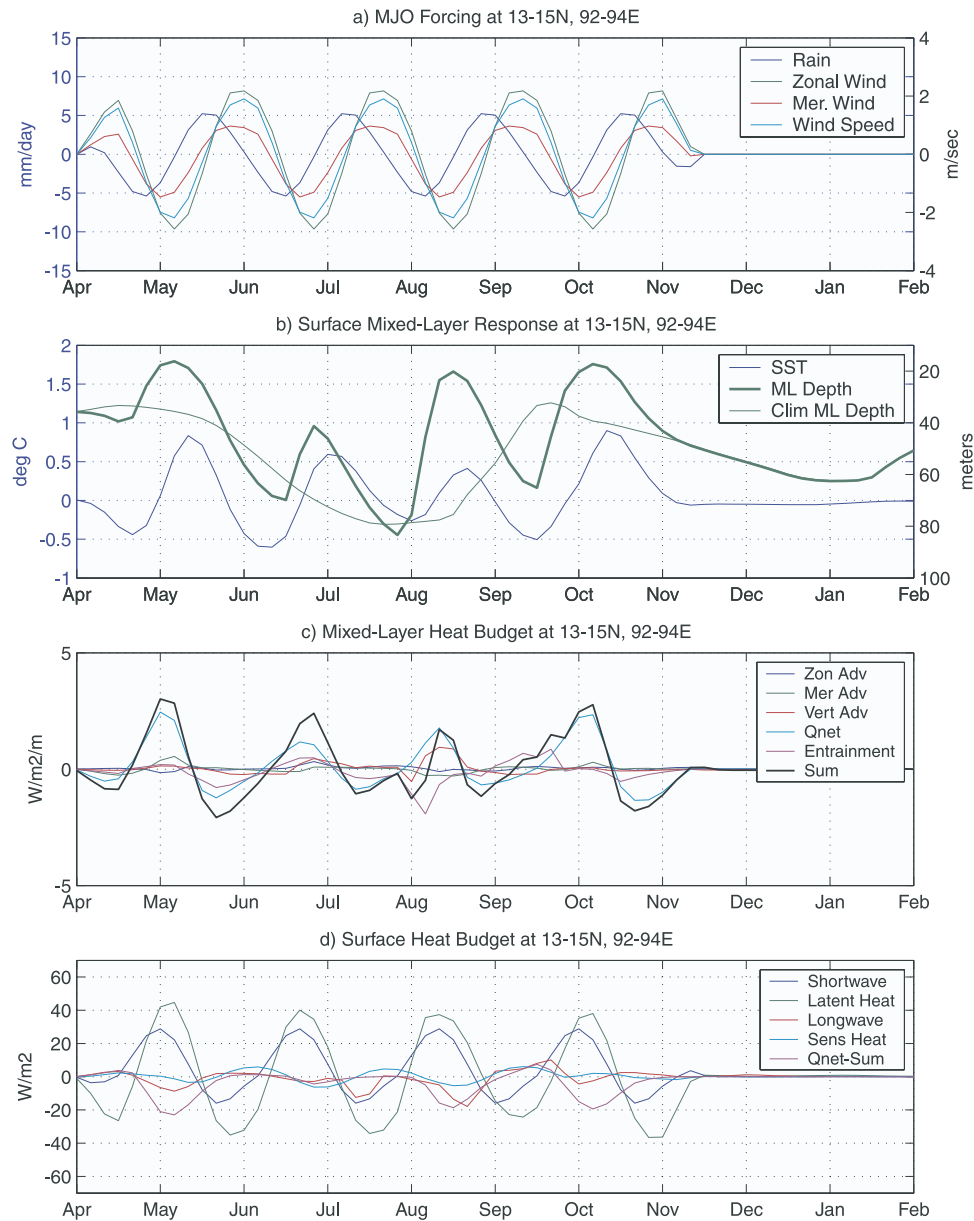 a) MJO Forcing at 13-15N, 92-94E
15
10
5
0
-5
-10
-15
mm/day
4
2
0
-2
-4
m/sec
Rain
Zonal Wind
Mer. Wind
Wind Speed
Apr May Jun Jul Aug Sep Oct Nov Dec Jan Feb
b) Surface Mixed-Layer Response at 13-15N, 92-94E
2
1.5
1
0.5
0
-0.5
-1
deg C
20
40
60
80
100
meters
SST
ML Depth
Clim ML Depth
Apr May Jun Jul Aug Sep Oct Nov Dec Jan Feb
c) Mixed-Layer Heat Budget at 13-15N, 92-94E
5
0
-5
W/m2/m
Zon Adv
Mer Adv
Vert Adv
Qnet
Entrainment
Sum
Apr May Jun Jul Aug Sep Oct Nov Dec Jan Feb
d) Surface Heat Budget at 13-15N, 92-94E
60
40
20
0
-20
-40
-60
W/m2
Shortwave
Latent Heat
Longwave
Sens Heat
Qnet-Sum
Apr May Jun Jul Aug Sep Oct Nov Dec Jan Feb